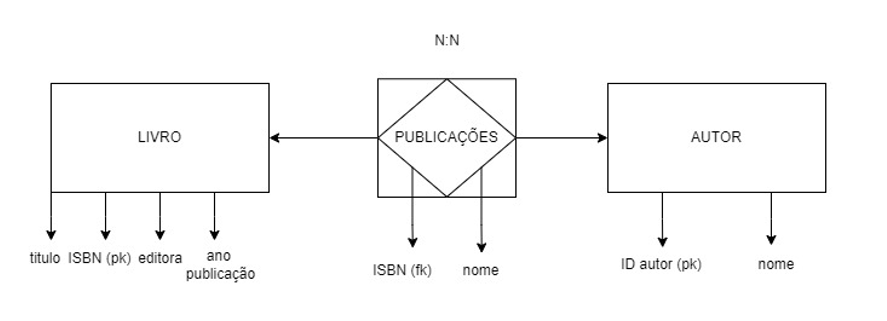 N:N
LIVRO
PUBLICAÇÕES
AUTOR
titulo
ISBN (pk)
editora
ano
publicação
ISBN (fk)
nome
ID autor (pk)
nome